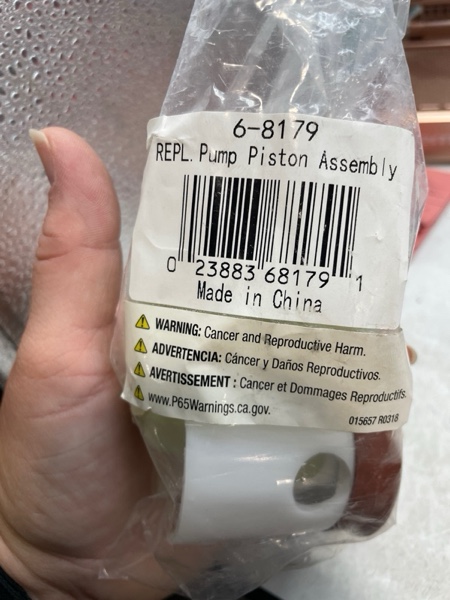 6-8179
REPL. Pump Piston Assembly
0 23883 68179 1
Made in China
WARNING: Cancer and Reproductive Harm.
ADVERTENCIA: Cáncer y Daños Reproductivos.
AVERTISSEMENT : Cancer et Dommages Reproductifs.
www.P65Warnings.ca.gov.
015657 R0318